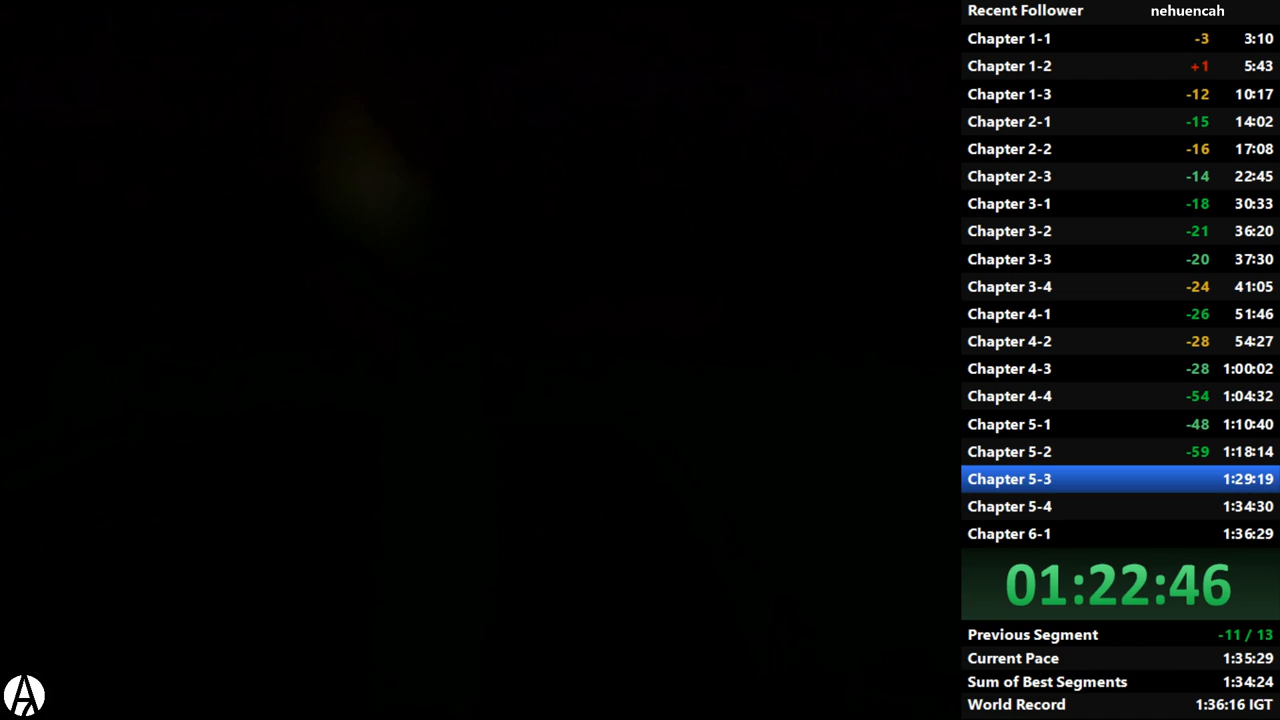 Recent Follower nehuencah
Chapter 1-1 -3 3:10
Chapter 1-2 +1 5:43
Chapter 1-3 -12 10:17
Chapter 2-1 -15 14:02
Chapter 2-2 -16 17:08
Chapter 2-3 -14 22:45
Chapter 3-1 -18 30:33
Chapter 3-2 -21 36:20
Chapter 3-3 -20 37:30
Chapter 3-4 -24 41:05
Chapter 4-1 -26 51:46
Chapter 4-2 -28 54:27
Chapter 4-3 -28 1:00:02
Chapter 4-4 -54 1:04:32
Chapter 5-1 -48 1:10:40
Chapter 5-2 -59 1:18:14
Chapter 5-3 1:29:19
Chapter 5-4 1:34:30
Chapter 6-1 1:36:29
01:22:46
Previous Segment -11 / 13
Current Pace 1:35:29
Sum of Best Segments 1:34:24
World Record 1:36:16 IGT